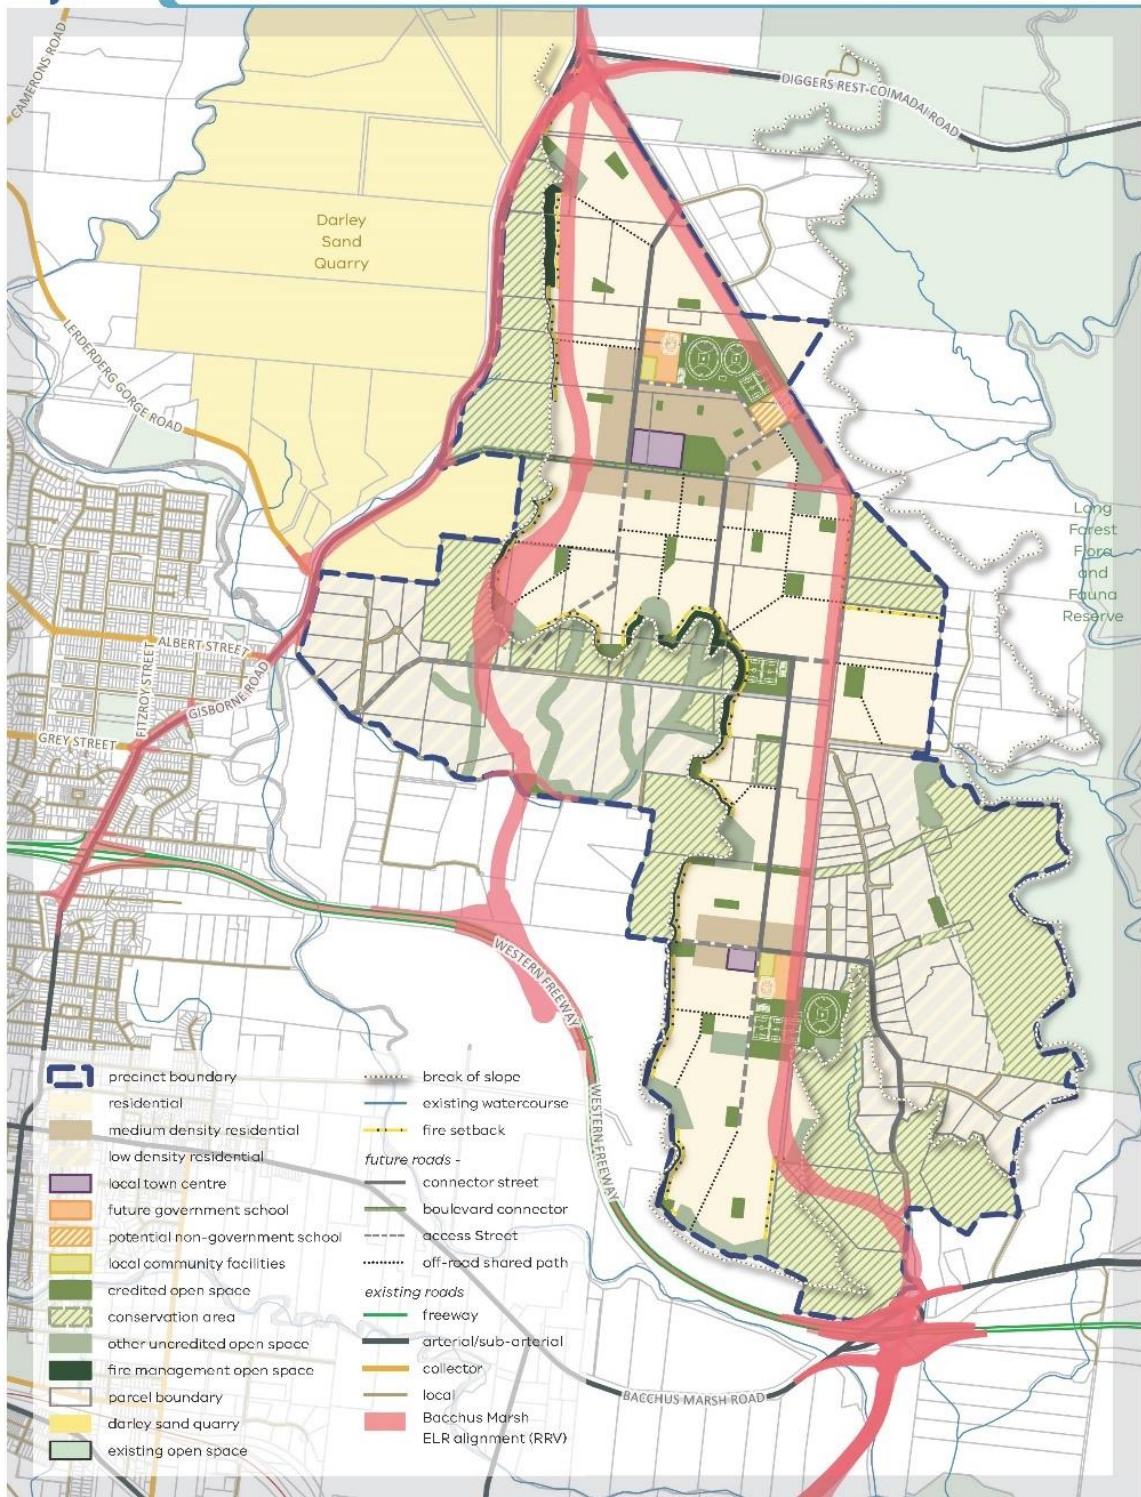 CAMERONS ROAD
DIGGERS REST-COIMADAI ROAD
Darley
Sand
Quarry
LERDERDERG GORGE ROAD
Long
Forest
Flora
and
Fauna
Reserve
ALBERT STREET
FITZROY STREET
GISBORNE ROAD
GREY STREET
WESTERN FREEWAY
WESTERN FREEWAY
BACCHUS MARSH ROAD
precinct boundary
residential
medium density residential
low density residential
local town centre
future government school
potential non-government school
local community facilities
credited open space
conservation area
other uncredited open space
fire management open space
parcel boundary
darley sand quarry
existing open space
break of slope
existing watercourse
fire setback
future roads -
connector street
boulevard connector
access Street
off-road shared path
existing roads
freeway
arterial/sub-arterial
collector
local
Bacchus Marsh
ELR alignment (RRV)